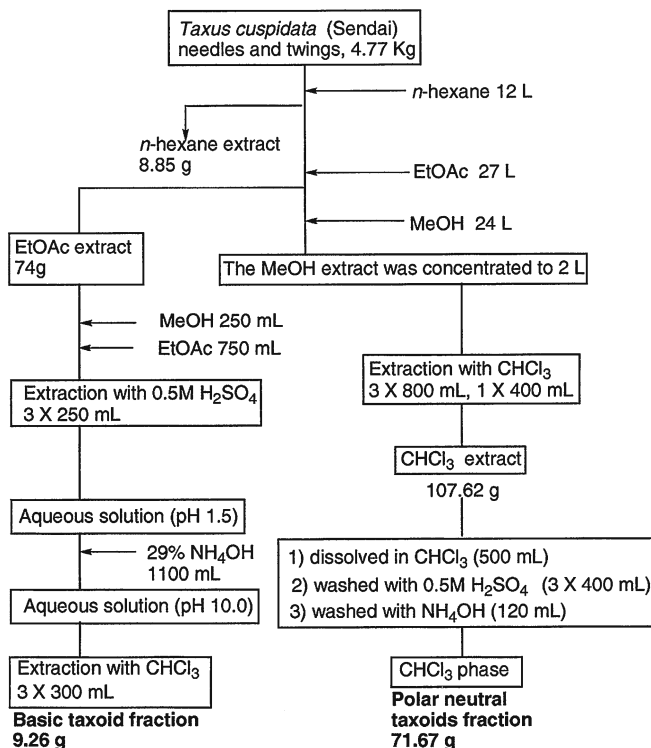 Taxus cuspidata (Sendai)
needles and twings, 4.77 Kg
n-hexane 12 L
n-hexane extract
8.85 g
EtOAc 27 L
MeOH 24 L
EtOAc extract
74g
The MeOH extract was concentrated to 2 L
MeOH 250 mL
EtOAc 750 mL
Extraction with 0.5M H₂SO₄
3 X 250 mL
Extraction with CHCl₃
3 X 800 mL, 1 X 400 mL
CHCl₃ extract
107.62 g
Aqueous solution (pH 1.5)
29% NH₄OH
1100 mL
Aqueous solution (pH 10.0)
1) dissolved in CHCl₃ (500 mL)
2) washed with 0.5M H₂SO₄ (3 X 400 mL)
3) washed with NH₄OH (120 mL)
Extraction with CHCl₃
3 X 300 mL
Basic taxoid fraction
9.26 g
CHCl₃ phase
Polar neutral
taxoids fraction
71.67 g